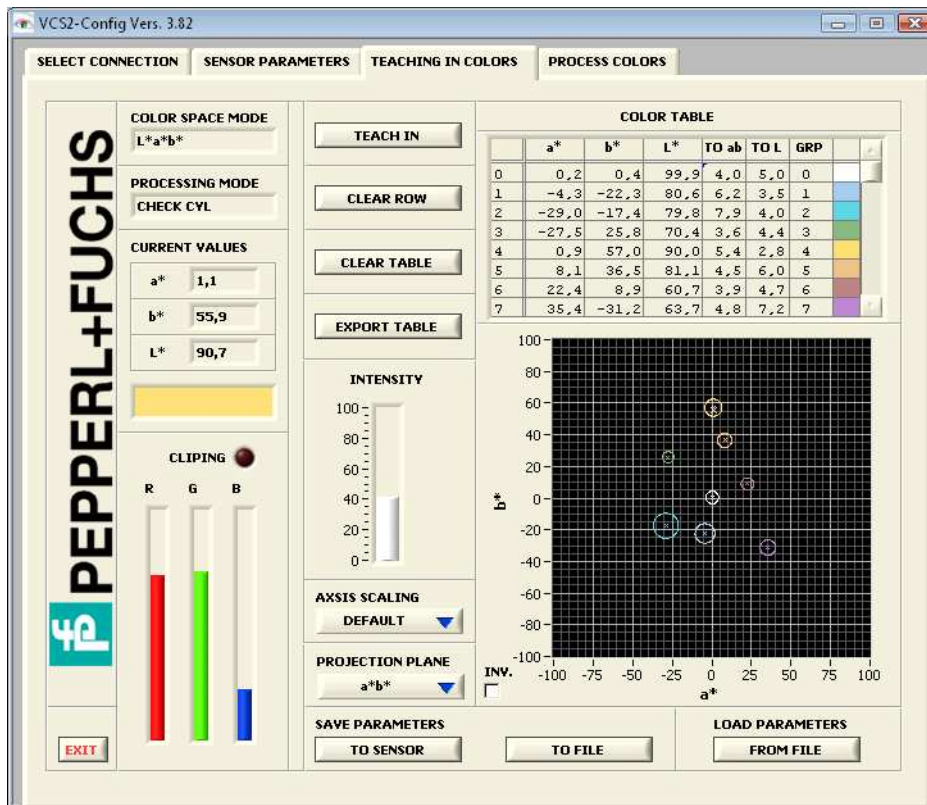 VCS2-Config Vers. 3.82
SELECT CONNECTION SENSOR PARAMETERS TEACHING IN COLORS PROCESS COLORS
PEPPERL+FUCHS
COLOR SPACE MODE
L*a*b*
PROCESSING MODE
CHECK CYL
CURRENT VALUES
a* 1,1
b* 55,9
L* 90,7
CLIPING
R G B
EXIT
TEACH IN
CLEAR ROW
CLEAR TABLE
EXPORT TABLE
INTENSITY
100
80
60
40
20
0
AXSIS SCALING
DEFAULT
PROJECTION PLANE
a*b*
COLOR TABLE
a* b* L* TO ab TO L GRP
0 0,2 0,4 99,9 4,0 5,0 0
1 -4,3 -22,3 80,6 6,2 3,5 1
2 -29,0 -17,4 79,8 7,9 4,0 2
3 -27,5 25,8 70,4 3,6 4,4 3
4 0,9 57,0 90,0 5,4 2,8 4
5 8,1 36,5 81,1 4,5 6,0 5
6 22,4 8,9 60,7 3,9 4,7 6
7 35,4 -31,2 63,7 4,8 7,2 7
100
80
60
40
20
0
-20
-40
-60
-80
-100
b*
-100 -75 -50 -25 0 25 50 75 100
a*
INV.
SAVE PARAMETERS
TO SENSOR
TO FILE
LOAD PARAMETERS
FROM FILE